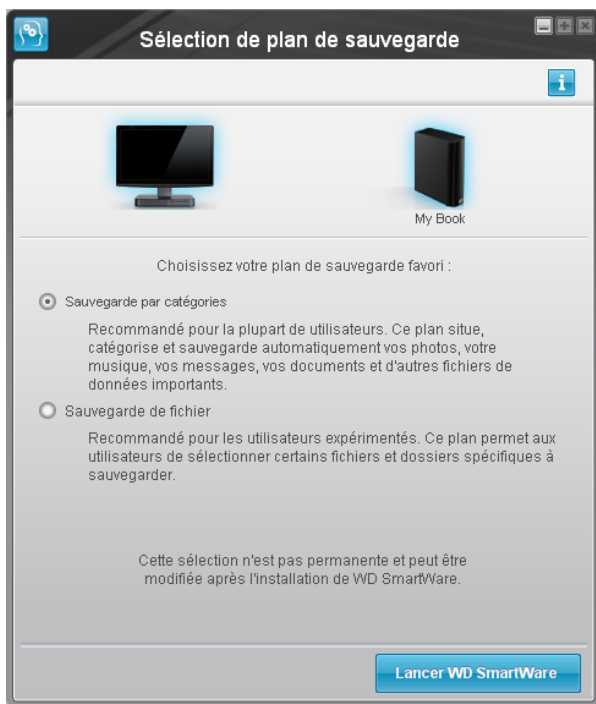 Sélection de plan de sauvegarde
i
My Book
Choisissez votre plan de sauvegarde favori :
Sauvegarde par catégories
Recommandé pour la plupart de utilisateurs. Ce plan situe,
catégorise et sauvegarde automatiquement vos photos, votre
musique, vos messages, vos documents et d'autres fichiers de
données importants.
Sauvegarde de fichier
Recommandé pour les utilisateurs expérimentés. Ce plan permet aux
utilisateurs de sélectionner certains fichiers et dossiers spécifiques à
sauvegarder.
Cette sélection n'est pas permanente et peut être
modifiée après l'installation de WD SmartWare.
Lancer WD SmartWare